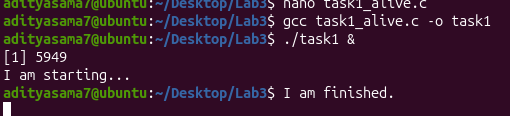 adityasama7@ubuntu:~/Desktop/Lab3$ nano task1_alive.c
adityasama7@ubuntu:~/Desktop/Lab3$ gcc task1_alive.c -o task1
adityasama7@ubuntu:~/Desktop/Lab3$ ./task1 &
[1] 5949
I am starting...
adityasama7@ubuntu:~/Desktop/Lab3$ I am finished.